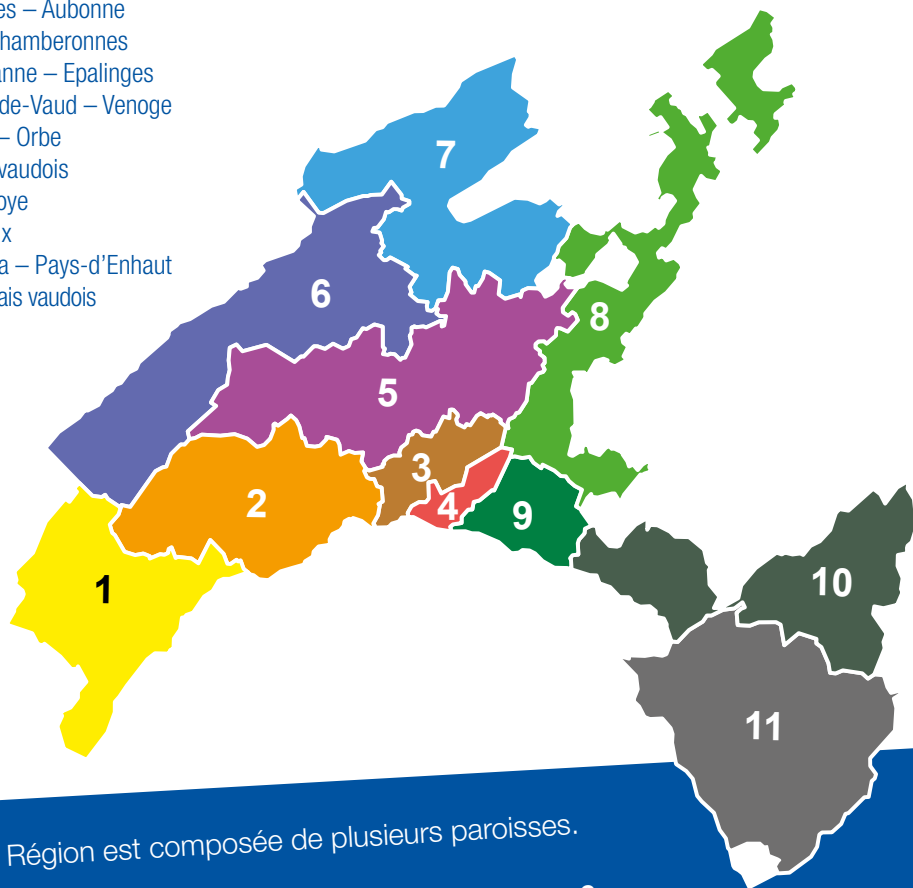 es – Aubonne
hamberonnes
anne – Epalinges
de-Vaud – Venoge
– Orbe
vaudois
oye
x
a – Pays-d'Enhaut
ais vaudois
7
6
8
5
3
2
4
9
10
1
11
Région est composée de plusieurs paroisses.